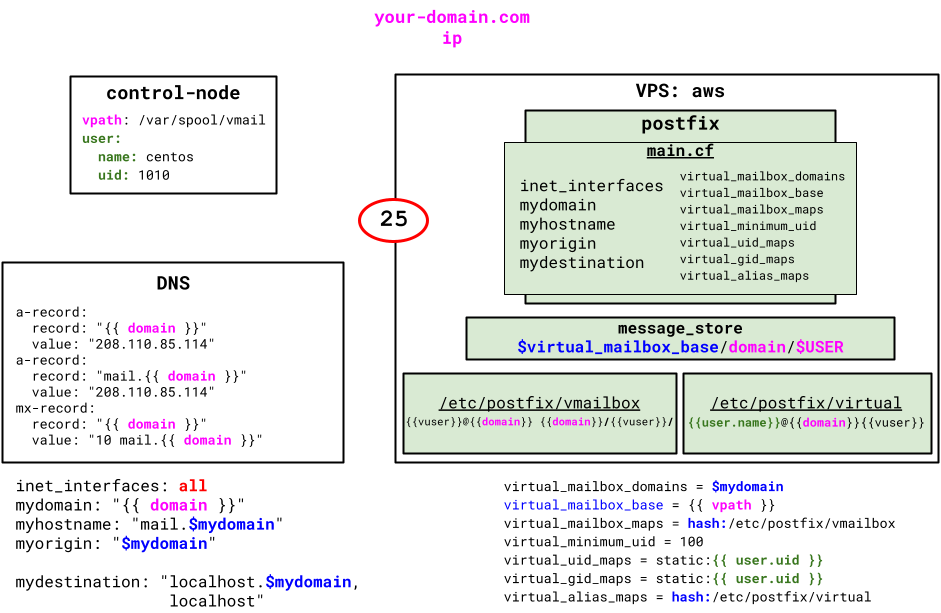 your-domain.com
ip
control-node
vpath: /var/spool/vmail
user:
name: centos
uid: 1010
VPS: aws
postfix
main.cf
inet_interfaces
mydomain
myhostname
myorigin
mydestination
virtual_mailbox_domains
virtual_mailbox_base
virtual_mailbox_maps
virtual_minimum_uid
virtual_uid_maps
virtual_gid_maps
virtual_alias_maps
25
message_store
$virtual_mailbox_base/domain/$USER
/etc/postfix/vmailbox
{{vuser}}@{{domain}} {{domain}}/{{vuser}}/
/etc/postfix/virtual
{{user.name}}@{{domain}}{{vuser}}
DNS
a-record:
record: "{{ domain }}"
value: "208.110.85.114"
a-record:
record: "mail.{{ domain }}"
value: "208.110.85.114"
mx-record:
record: "{{ domain }}"
value: "10 mail.{{ domain }}"
inet_interfaces: all
mydomain: "{{ domain }}"
myhostname: "mail.$mydomain"
myorigin: "$mydomain"
mydestination: "localhost.$mydomain,
localhost"
virtual_mailbox_domains = $mydomain
virtual_mailbox_base = {{ vpath }}
virtual_mailbox_maps = hash:/etc/postfix/vmailbox
virtual_minimum_uid = 100
virtual_uid_maps = static:{{ user.uid }}
virtual_gid_maps = static:{{ user.uid }}
virtual_alias_maps = hash:/etc/postfix/virtual